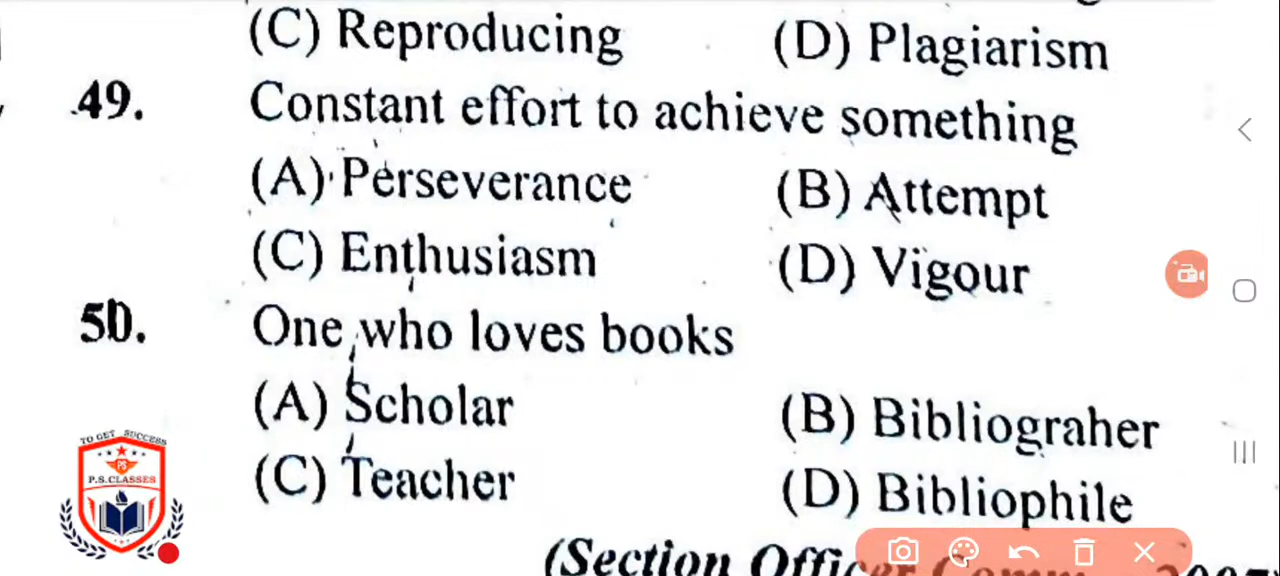 (C) Reproducing (D) Plagiarism
49. Constant effort to achieve something
(A) Perseverance (B) Attempt
(C) Enthusiasm (D) Vigour
50. One who loves books
(A) Scholar (B) Bibliograher
(C) Teacher (D) Bibliophile
TO GET SUCCESS
PS
P.S.CLASSES
(Section